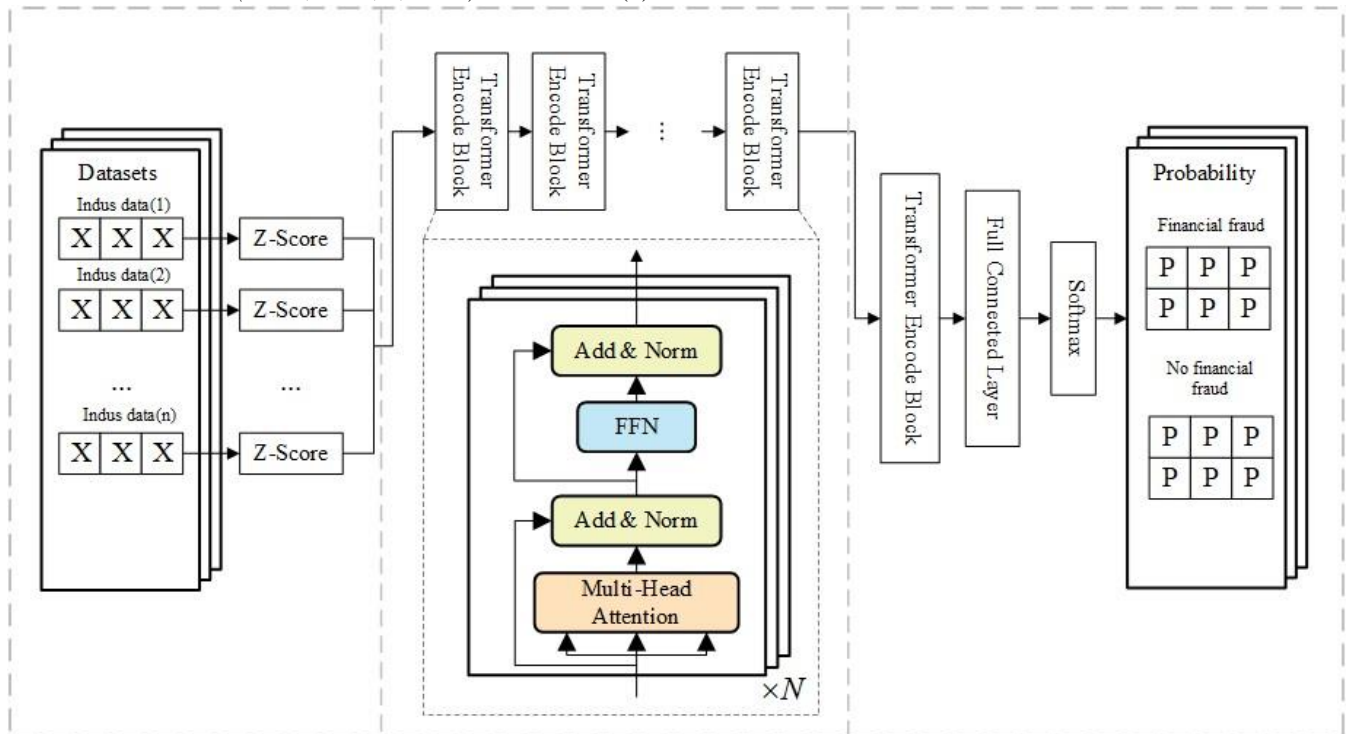 Datasets
Indus data(1)
X X X
Z-Score
Indus data(2)
X X X
Z-Score
...
...
Indus data(n)
X X X
Z-Score
Transformer
Encode Block
Transformer
Encode Block
...
Transformer
Encode Block
Add & Norm
FFN
Add & Norm
Multi-Head
Attention
×N
Transformer Encode Block
Full Connected Layer
Softmax
Probability
Financial fraud
P P P
P P P
No financial
fraud
P P P
P P P